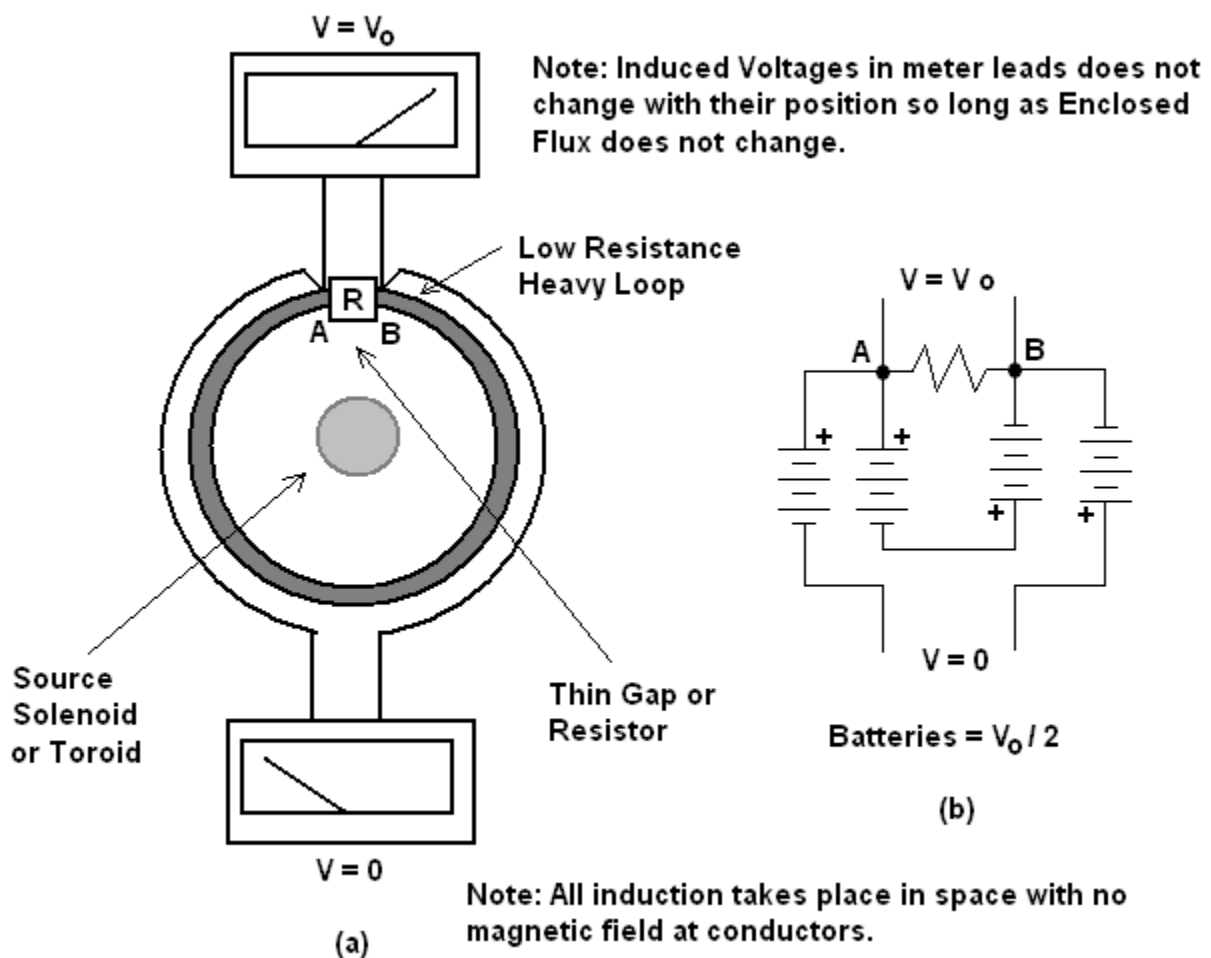 V = Vo
Note: Induced Voltages in meter leads does not
change with their position so long as Enclosed
Flux does not change.
Low Resistance
Heavy Loop
R
A
B
V = Vo
A
B
+
+
+
+
V = 0
Source
Solenoid
or Toroid
Thin Gap or
Resistor
Batteries = Vo / 2
(b)
V = 0
Note: All induction takes place in space with no
magnetic field at conductors.
(a)